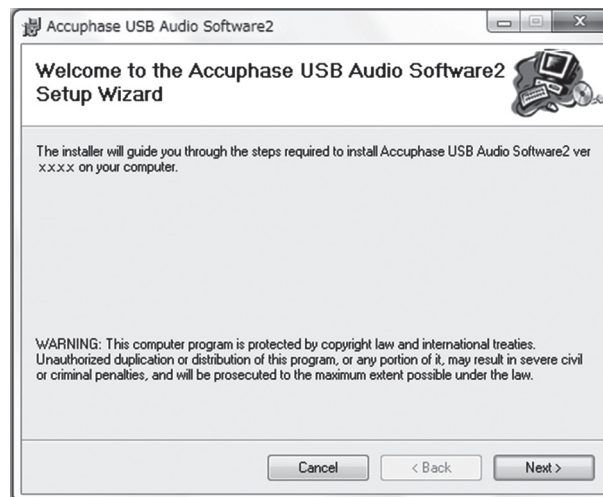 Accuphase USB Audio Software2
Welcome to the Accuphase USB Audio Software2
Setup Wizard
The installer will guide you through the steps required to install Accuphase USB Audio Software2 ver
xxxx on your computer.
WARNING: This computer program is protected by copyright law and international treaties.
Unauthorized duplication or distribution of this program, or any portion of it, may result in severe civil
or criminal penalties, and will be prosecuted to the maximum extent possible under the law.
Cancel
< Back
Next >